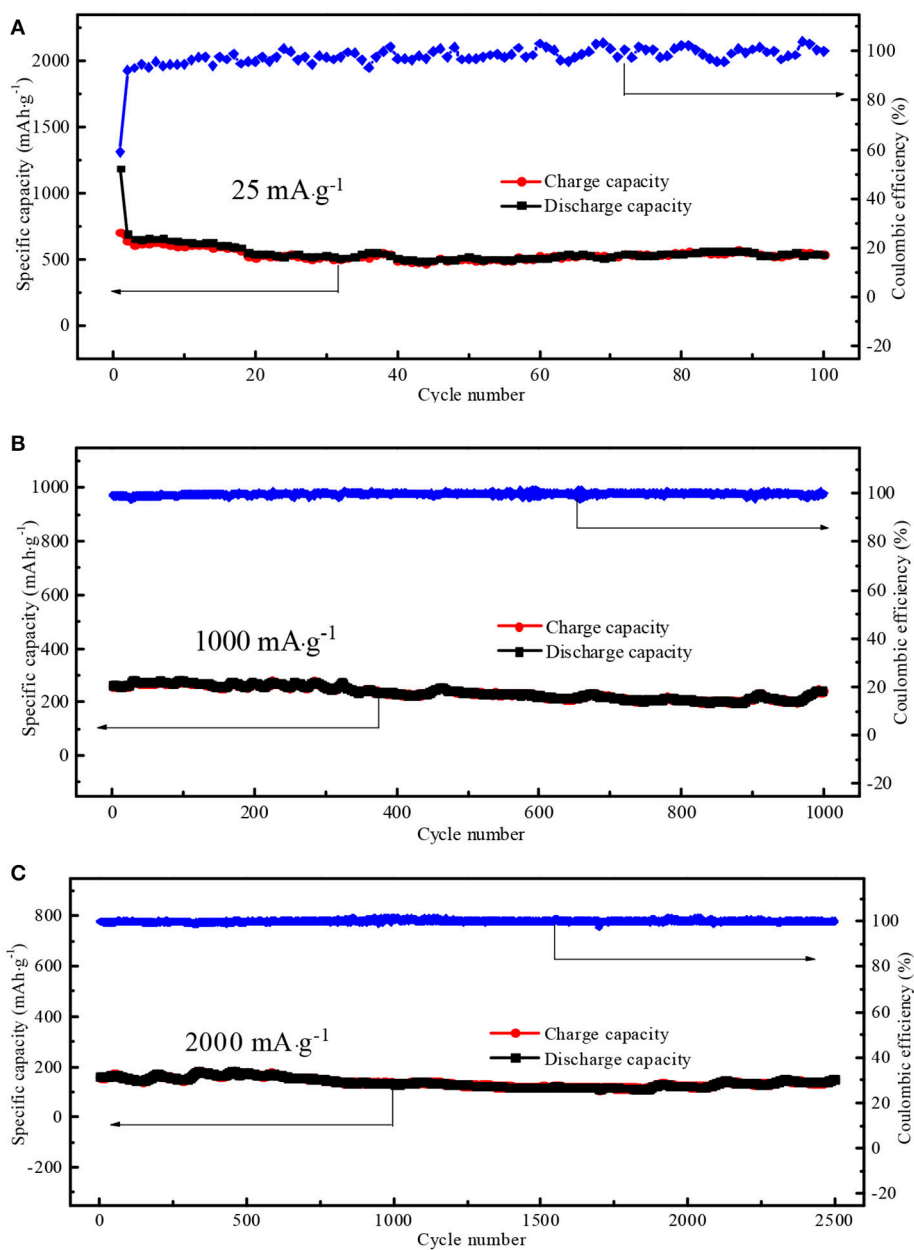 A
Specific capacity (mAh·g-1)
2000
1500
1000
500
0
25 mA·g-1
Charge capacity
Discharge capacity
100
80
60
40
20
0
-20
Coulombic efficiency (%)
0 20 40 60 80 100
Cycle number
B
Specific capacity (mAh·g-1)
1000
800
600
400
200
0
1000 mA·g-1
Charge capacity
Discharge capacity
100
80
60
40
20
0
-20
Coulombic efficiency (%)
0 200 400 600 800 1000
Cycle number
C
Specific capacity (mAh·g-1)
800
600
400
200
0
-200
2000 mA·g-1
Charge capacity
Discharge capacity
100
80
60
40
20
0
-20
Coulombic efficiency (%)
0 500 1000 1500 2000 2500
Cycle number